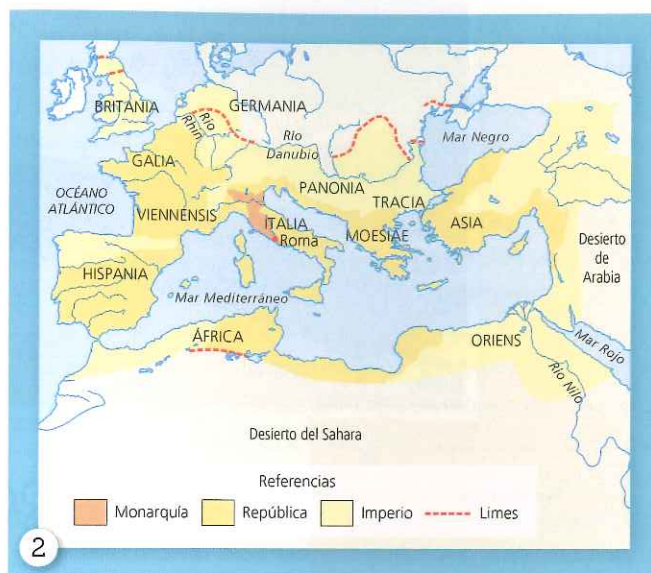 BRITANIA
GERMANIA
Río
Rhin
Río
Danubio
Mar Negro
GALIA
OCÉANO
ATLÁNTICO
PANONIA
TRACIA
VIENNENSIS
ITALIA
Roma
MOESIAE
ASIA
Desierto
de
Arabia
HISPANIA
Mar Mediterráneo
ÁFRICA
ORIENS
Mar Rojo
Río Nilo
Desierto del Sahara
Referencias
Monarquía
República
Imperio
Limes
2